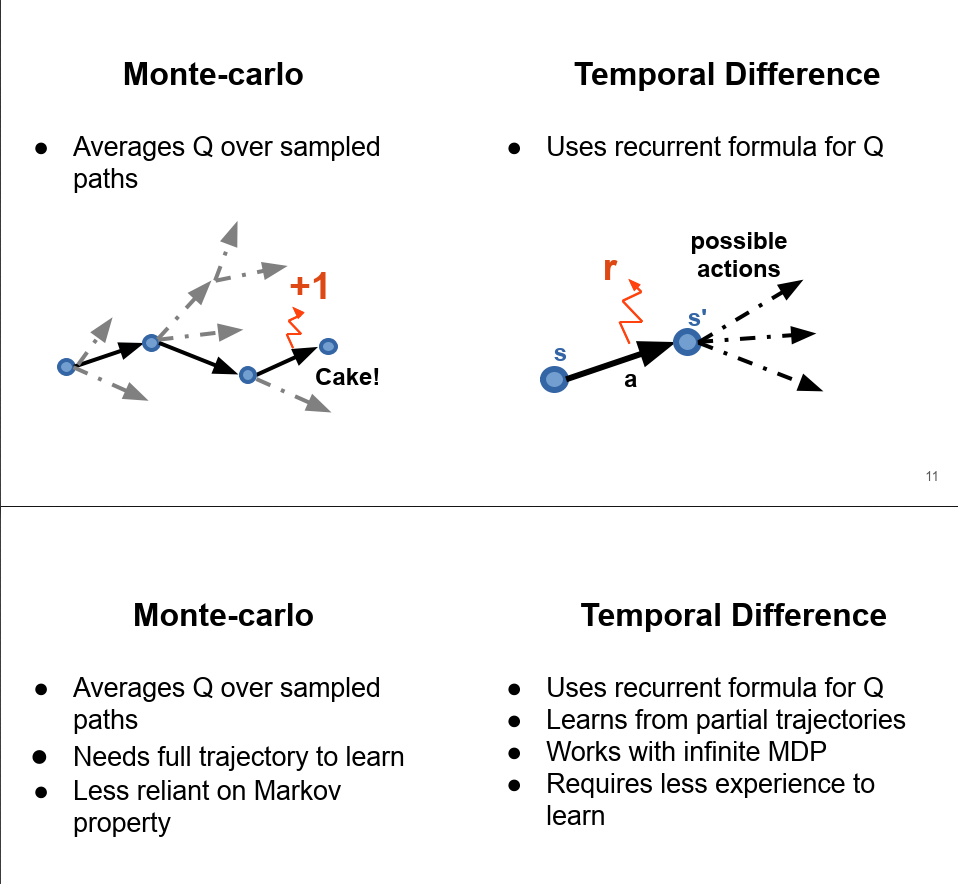 Monte-carlo
Temporal Difference
● Averages Q over sampled
paths
● Uses recurrent formula for Q
+1
Cake!
possible
actions
r
s'
s
a
11
Monte-carlo
Temporal Difference
● Averages Q over sampled
paths
● Needs full trajectory to learn
● Less reliant on Markov
property
● Uses recurrent formula for Q
● Learns from partial trajectories
● Works with infinite MDP
● Requires less experience to
learn